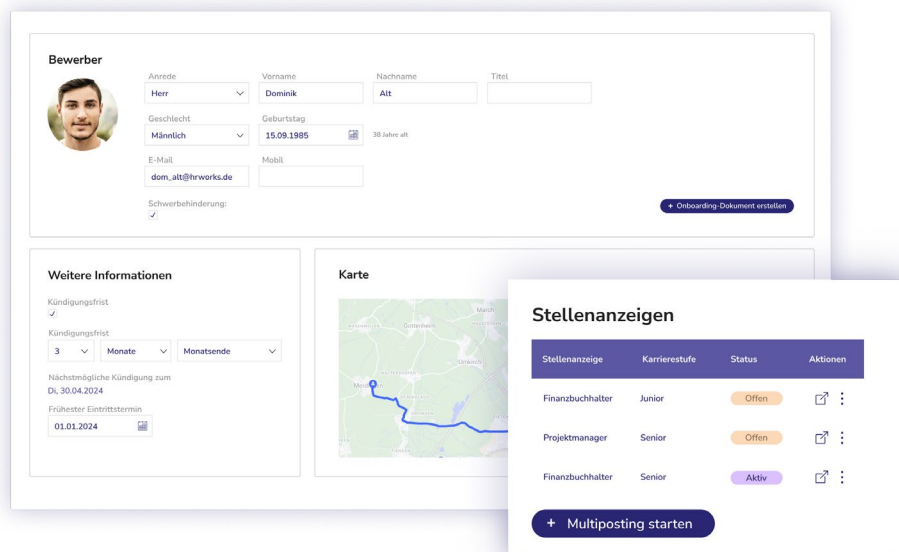 Bewerber
Anrede Vorname Nachname Titel
Herr Dominik Alt
Geschlecht Geburtstag
Männlich 15.09.1985 38 Jahre alt
E-Mail Mobil
dom_alt@hrworks.de
Schwerbehinderung:
+ Onboarding-Dokument erstellen
Weitere Informationen
Kündigungsfrist
Kündigungsfrist
3 Monate Monatsende
Nächstmögliche Kündigung zum
Di, 30.04.2024
Frühester Eintrittstermin
01.01.2024
Karte
March
Gottenheim
A
Stellenanzeigen
Stellenanzeige Karrierestufe Status Aktionen
Finanzbuchhalter Junior Offen
Projektmanager Senior Offen
Finanzbuchhalter Senior Aktiv
+ Multiposting starten